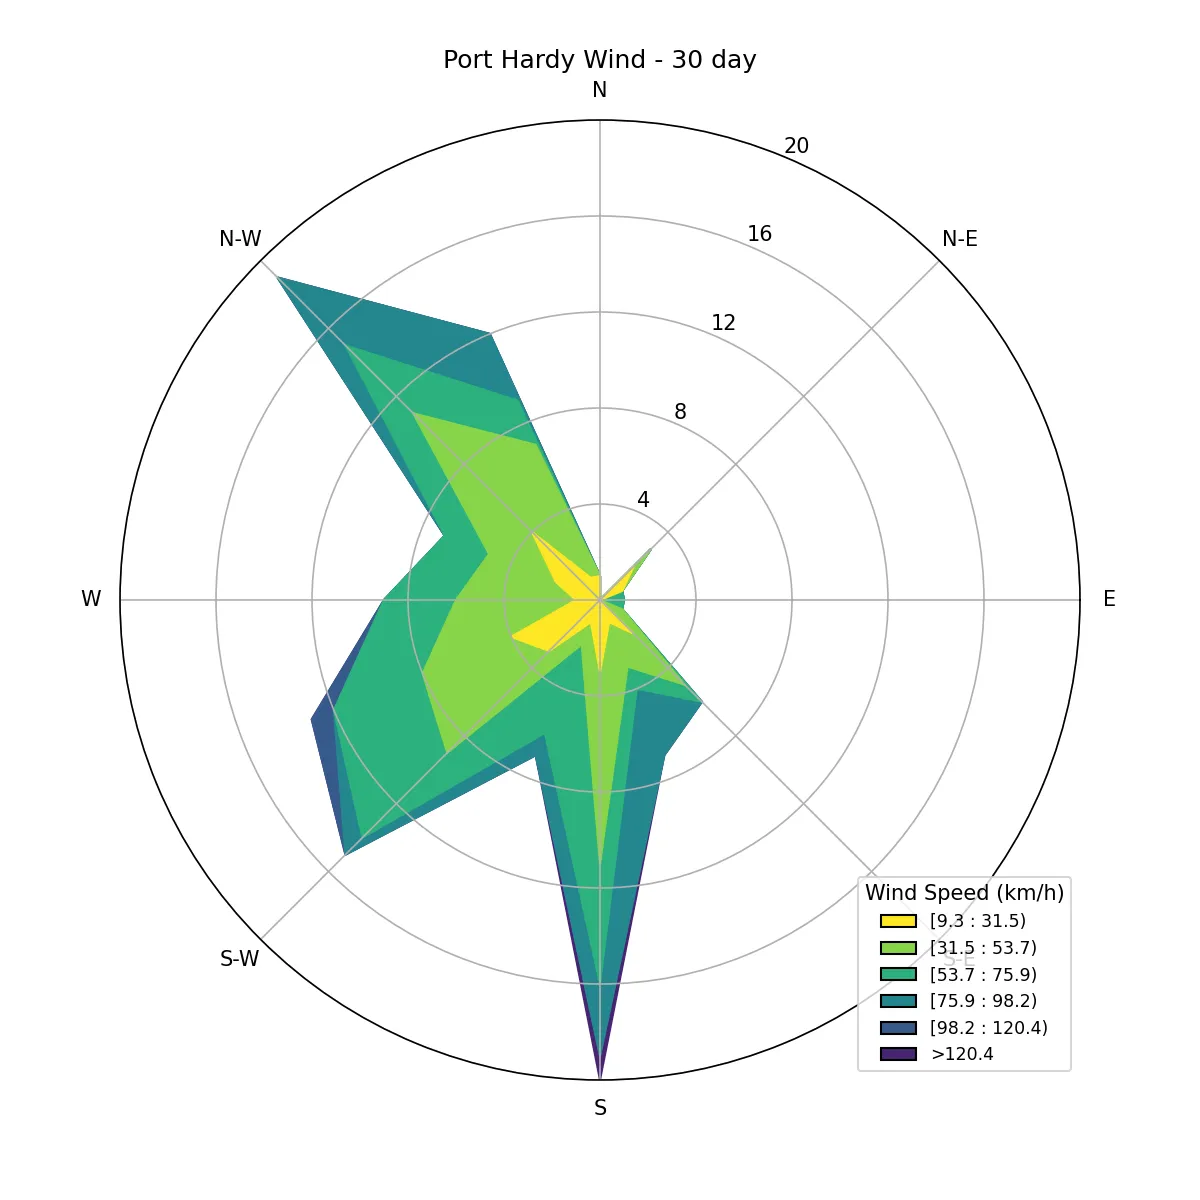 Port Hardy Wind - 30 day
N
20
N-W
N-E
16
12
8
4
W
E
S-W
S-E
S
Wind Speed (km/h)
[9.3 : 31.5)
[31.5 : 53.7)
[53.7 : 75.9)
[75.9 : 98.2)
[98.2 : 120.4)
>120.4